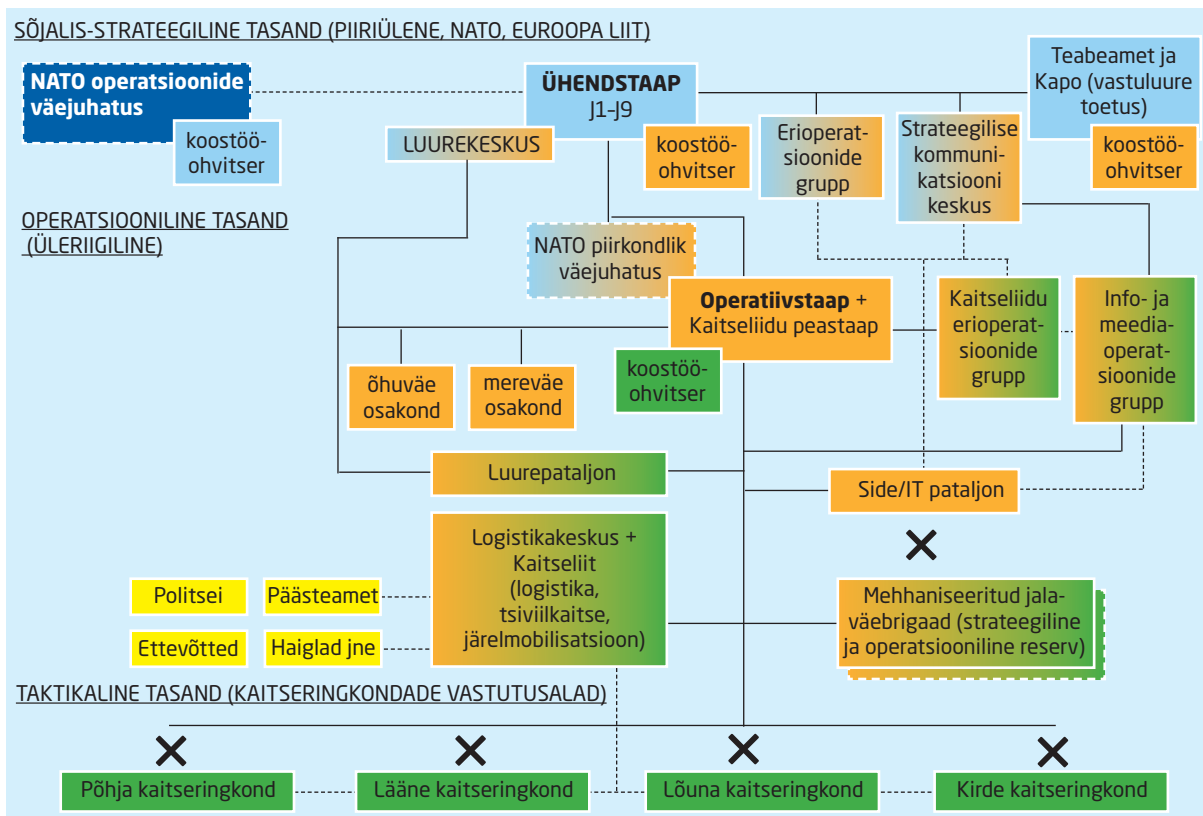 SÕJALIS-STRATEEGILINE TASAND (PIIRIÜLENE, NATO, EUROOPA LIIT)
NATO operatsioonide
väejuhatus
koostöö-
ohvitser
ÜHENDSTAAP
J1–J9
koostöö-
ohvitser
LUUREKESKUS
Erioperat-
sioonide
grupp
Strateegilise
kommuni-
katsiooni
keskus
Teabeamet ja
Kapo (vastuluure
toetus)
koostöö-
ohvitser
OPERATSIOONILINE TASAND
(ÜLERIIGILINE)
NATO piirkondlik
väejuhatus
Operatiivstaap +
Kaitseliidu peastaap
koostöö-
ohvitser
Kaitseliidu
erioperat-
sioonide
grupp
Info- ja
meedia-
operat-
sioonide
grupp
õhuväe
osakond
mereväe
osakond
Luurepataljon
Side/IT pataljon
Logistikakeskus +
Kaitseliit
(logistika,
tsiviilkaitse,
järelmobilisatsioon)
Politsei
Päästeamet
Ettevõtted
Haiglad jne
Mehhaniseeritud jala-
väebrigaad (strateegiline
ja operatsiooniline reserv)
TAKTIKALINE TASAND (KAITSERINGKONDADE VASTUTUSALAD)
Põhja kaitseringkond
Lääne kaitseringkond
Lõuna kaitseringkond
Kirde kaitseringkond